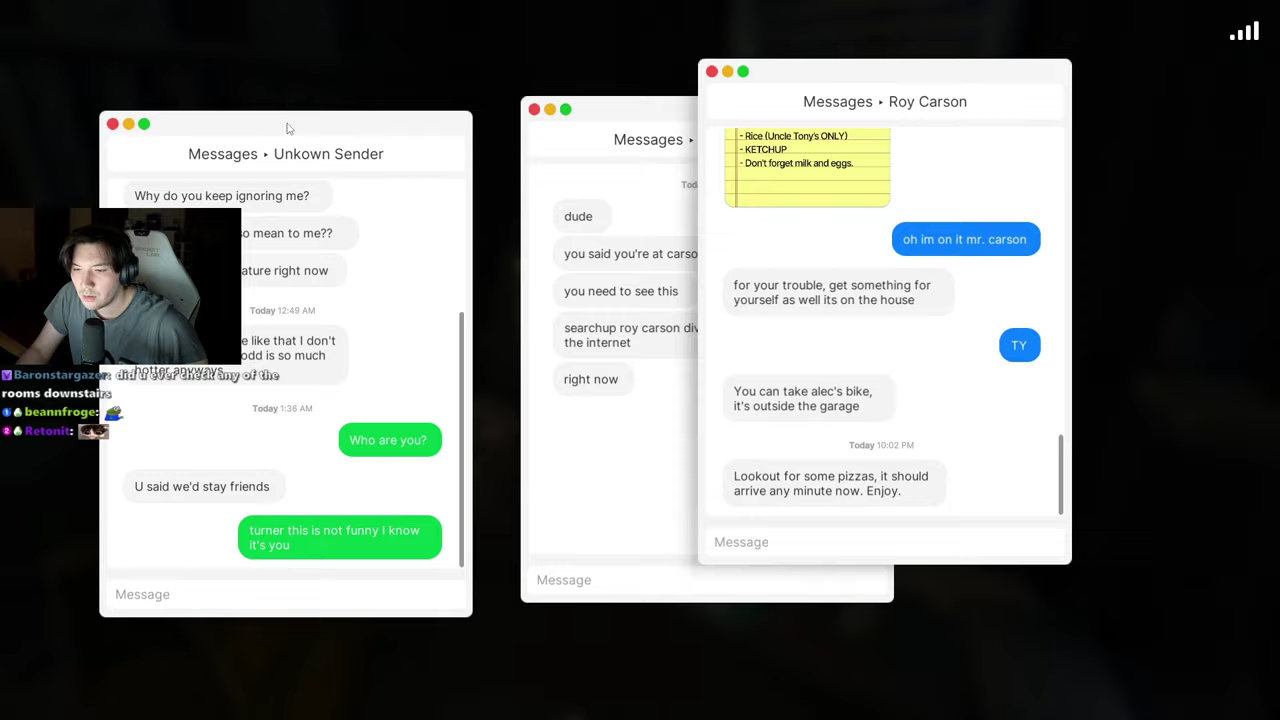 Messages ▸ Unkown Sender
Why do you keep ignoring me?
so mean to me??
ature right now
Today 12:49 AM
e like that I don't
odd is so much
hotter anyways
Today 1:36 AM
Who are you?
U said we'd stay friends
turner this is not funny I know
it's you
Message
Baronstargazer: did u ever check any of the
rooms downstairs
beannfroge:
Retonit:
Messages ▸
Tod
dude
you said you're at carso
you need to see this
searchup roy carson div
the internet
right now
Message
Messages ▸ Roy Carson
- Rice (Uncle Tony's ONLY)
- KETCHUP
- Don't forget milk and eggs.
oh im on it mr. carson
for your trouble, get something for
yourself as well its on the house
TY
You can take alec's bike,
it's outside the garage
Today 10:02 PM
Lookout for some pizzas, it should
arrive any minute now. Enjoy.
Message